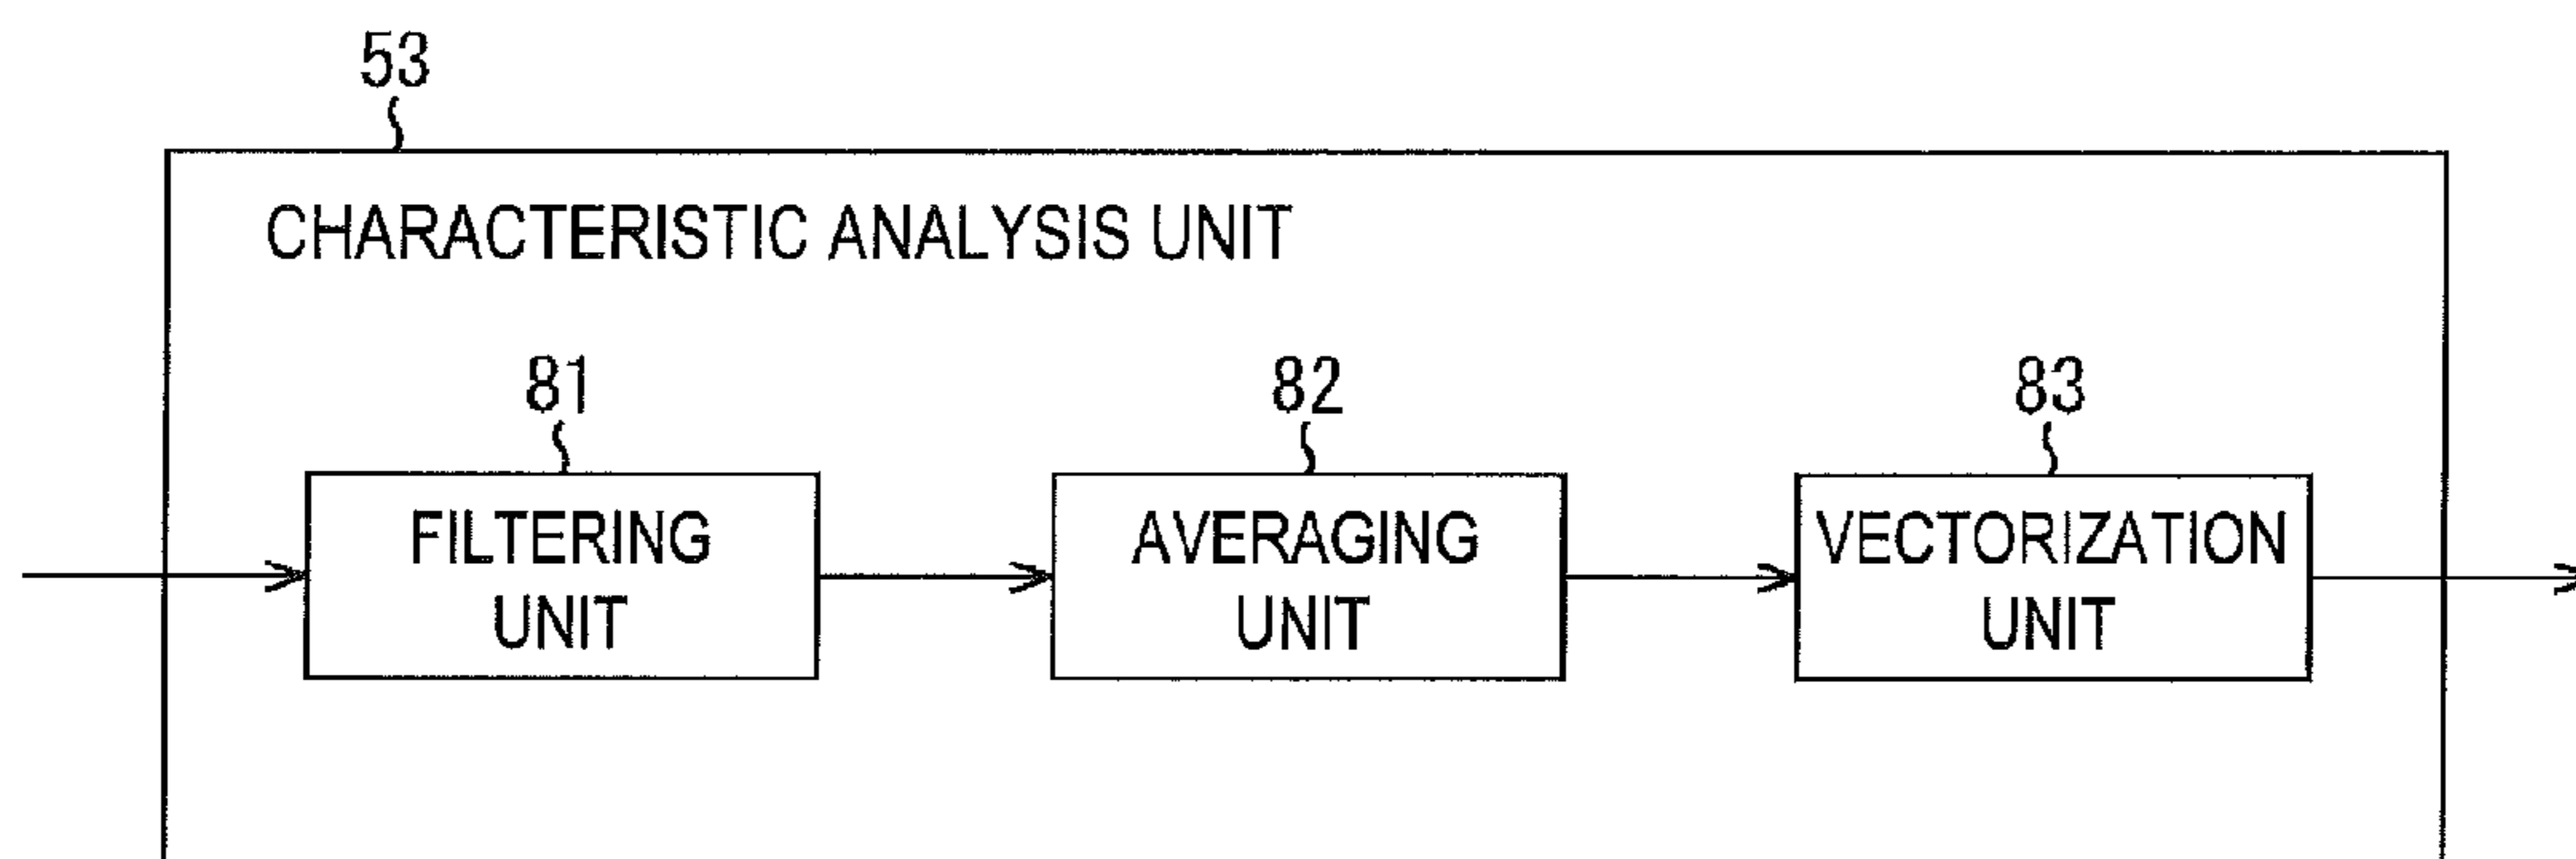 53
CHARACTERISTIC ANALYSIS UNIT
81
82
83
FILTERING
UNIT
AVERAGING
UNIT
VECTORIZATION
UNIT